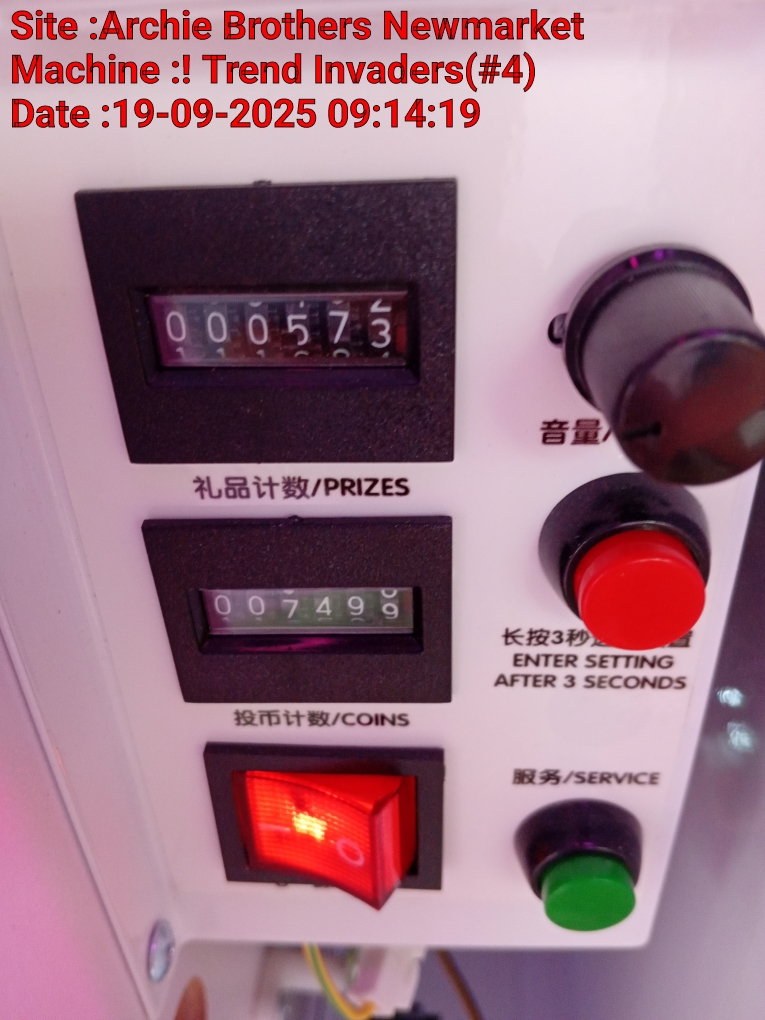 Site :Archie Brothers Newmarket
Machine :! Trend Invaders(#4)
Date :19-09-2025 09:14:19
000573
礼品计数/PRIZES
音量/
007499
长按3秒
ENTER SETTING
AFTER 3 SECONDS
投币计数/COINS
服务/SERVICE